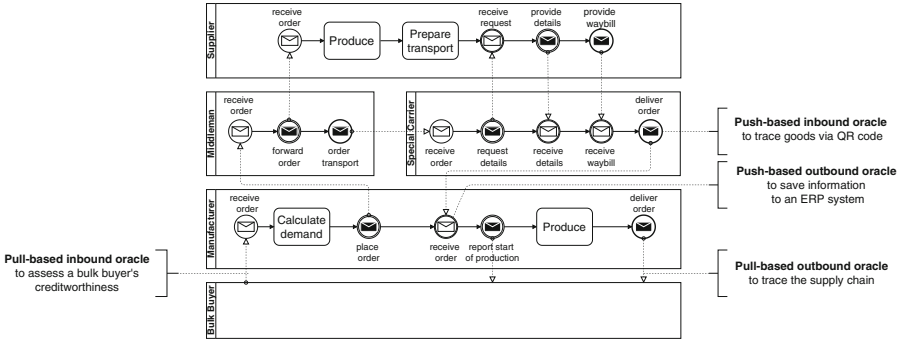 receive
order
Produce
Prepare
transport
receive
request
provide
details
provide
waybill
Supplier
receive
order
forward
order
order
transport
Middleman
receive
order
request
details
receive
details
receive
waybill
deliver
order
Special Carrier
Push-based inbound oracle
to trace goods via QR code
Push-based outbound oracle
to save information
to an ERP system
receive
order
Calculate
demand
place
order
receive
order
report start
of production
Produce
deliver
order
Manufacturer
Pull-based inbound oracle
to assess a bulk buyer's
creditworthiness
Pull-based outbound oracle
to trace the supply chain
Bulk Buyer